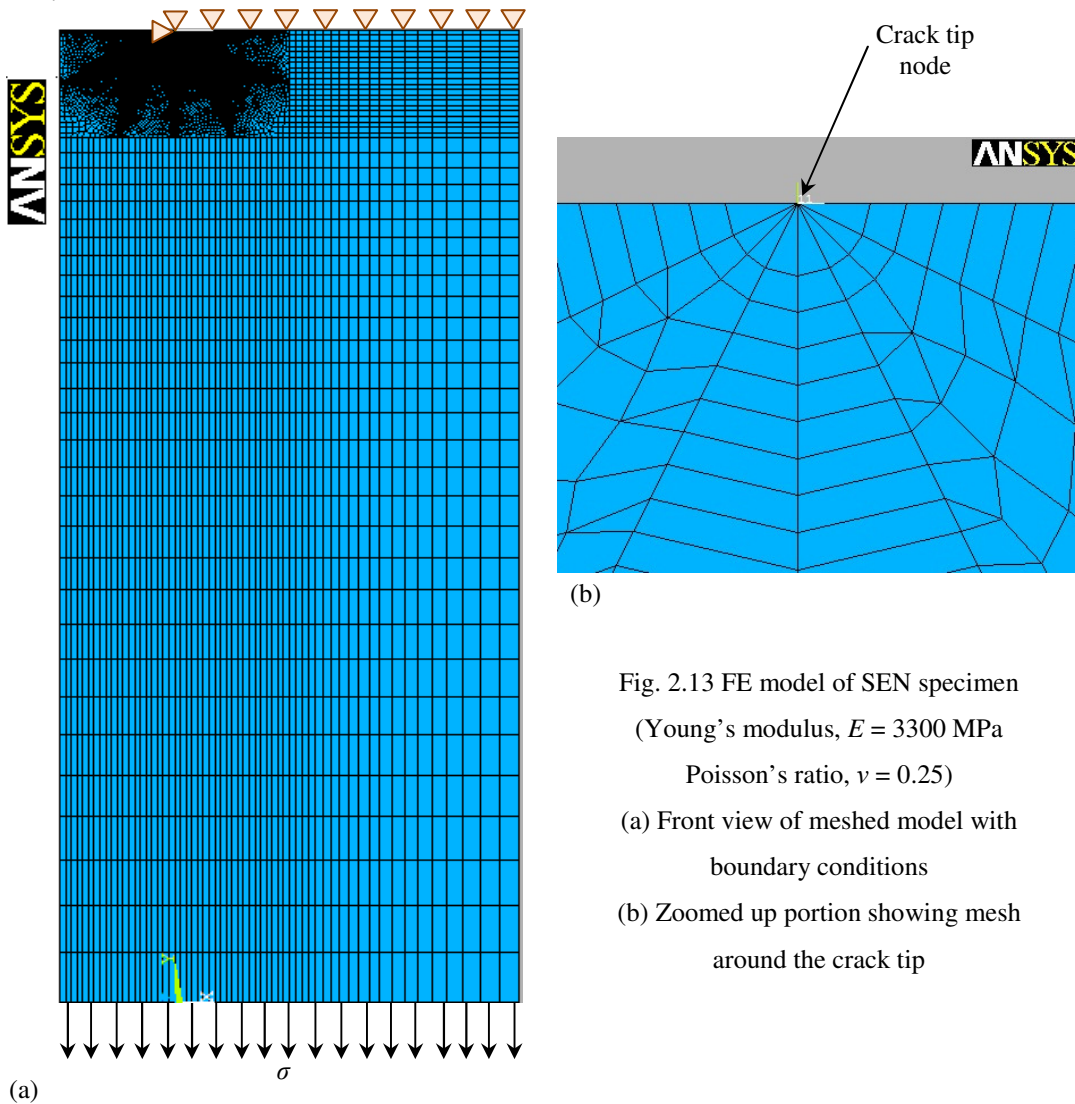 ANSYS
σ
(a)
Crack tip
node
ANSYS
(b)
Fig. 2.13 FE model of SEN specimen
(Young’s modulus, E = 3300 MPa
Poisson’s ratio, ν = 0.25)
(a) Front view of meshed model with
boundary conditions
(b) Zoomed up portion showing mesh
around the crack tip